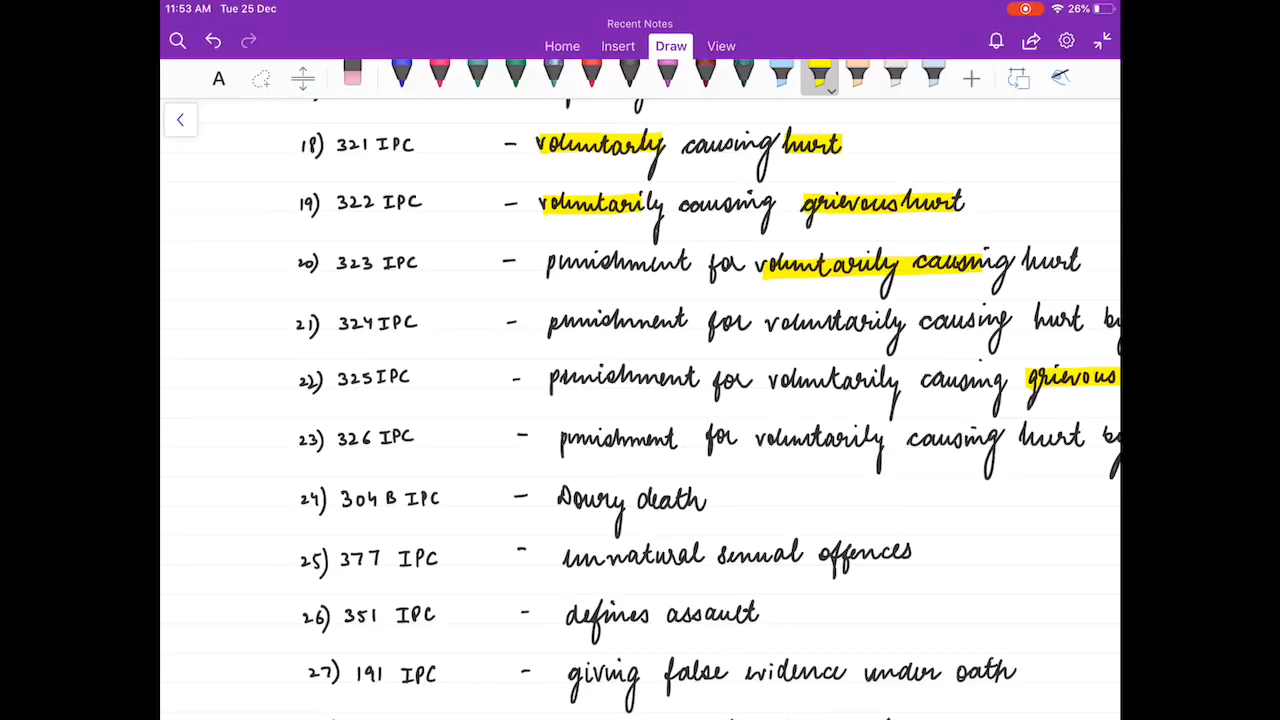 11:53 AM Tue 25 Dec
26%
Recent Notes
Home Insert Draw View
A
18) 321 IPC - voluntarly causing hurt
19) 322 IPC - voluntarily causing grievous hurt
20) 323 IPC - punishment for voluntarily causing hurt
21) 324 IPC - punishment for voluntarily causing hurt by
22) 325 IPC - punishment for voluntarily causing grievous
23) 326 IPC - punishment for voluntarily causing hurt by
24) 304 B IPC - Dowry death
25) 377 IPC - unnatural sexual offences
26) 351 IPC - defines assault
27) 191 IPC - giving false evidence under oath